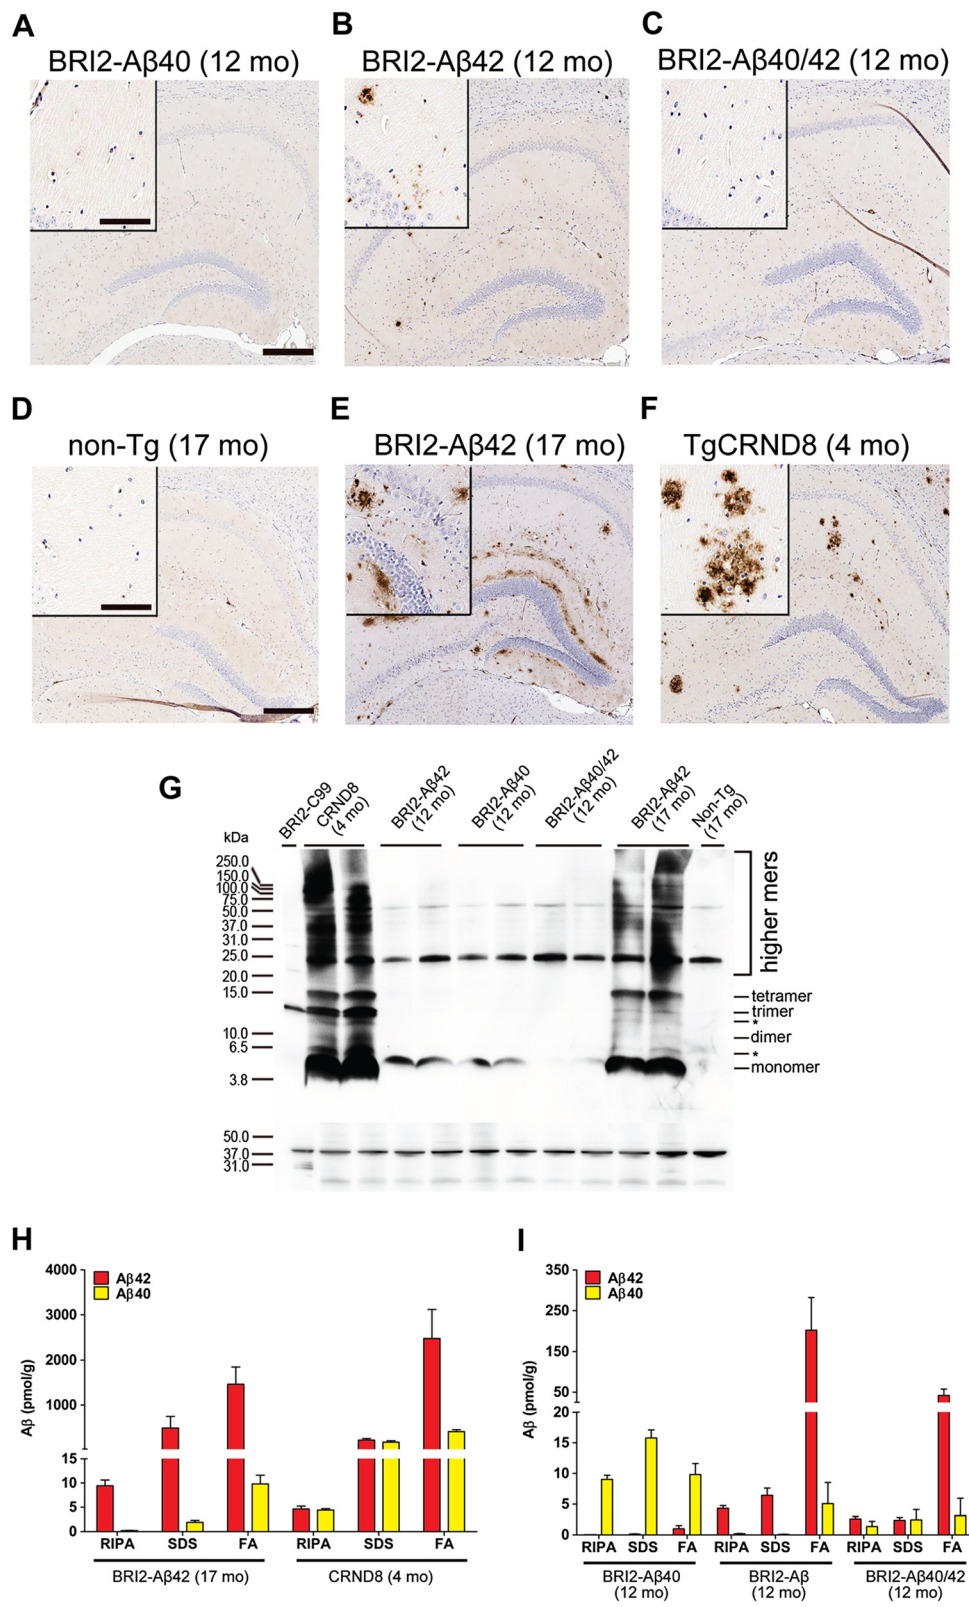 A
BRI2-Aβ40 (12 mo)
B
BRI2-Aβ42 (12 mo)
C
BRI2-Aβ40/42 (12 mo)
D
non-Tg (17 mo)
E
BRI2-Aβ42 (17 mo)
F
TgCRND8 (4 mo)
G
BRI2-C99
CRND8
(4 mo)
BRI2-Aβ42
(12 mo)
BRI2-Aβ40
(12 mo)
BRI2-Aβ40/42
(12 mo)
BRI2-Aβ42
(17 mo)
Non-Tg
(17 mo)
kDa
250.0
150.0
100.0
75.0
50.0
37.0
31.0
25.0
20.0
15.0
10.0
6.5
3.8
higher mers
tetramer
trimer
*
dimer
*
monomer
50.0
37.0
31.0
H
Aβ42
Aβ40
Aβ (pmol/g)
4000
3000
2000
1000
15
10
5
0
RIPA SDS FA RIPA SDS FA
BRI2-Aβ42 (17 mo) CRND8 (4 mo)
I
Aβ42
Aβ40
Aβ (pmol/g)
350
250
150
50
20
15
10
5
0
RIPA SDS FA RIPA SDS FA RIPA SDS FA
BRI2-Aβ40 BRI2-Aβ BRI2-Aβ40/42
(12 mo) (12 mo) (12 mo)